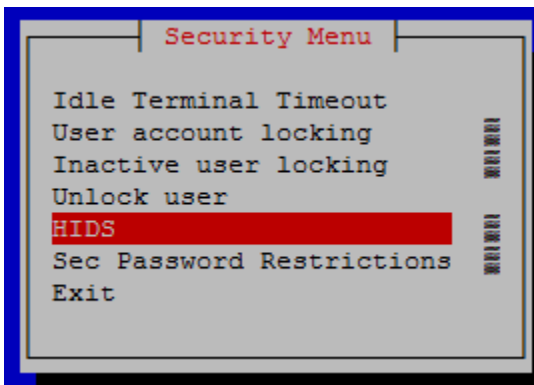 Security Menu
Idle Terminal Timeout
User account locking
Inactive user locking
Unlock user
HIDS
Sec Password Restrictions
Exit